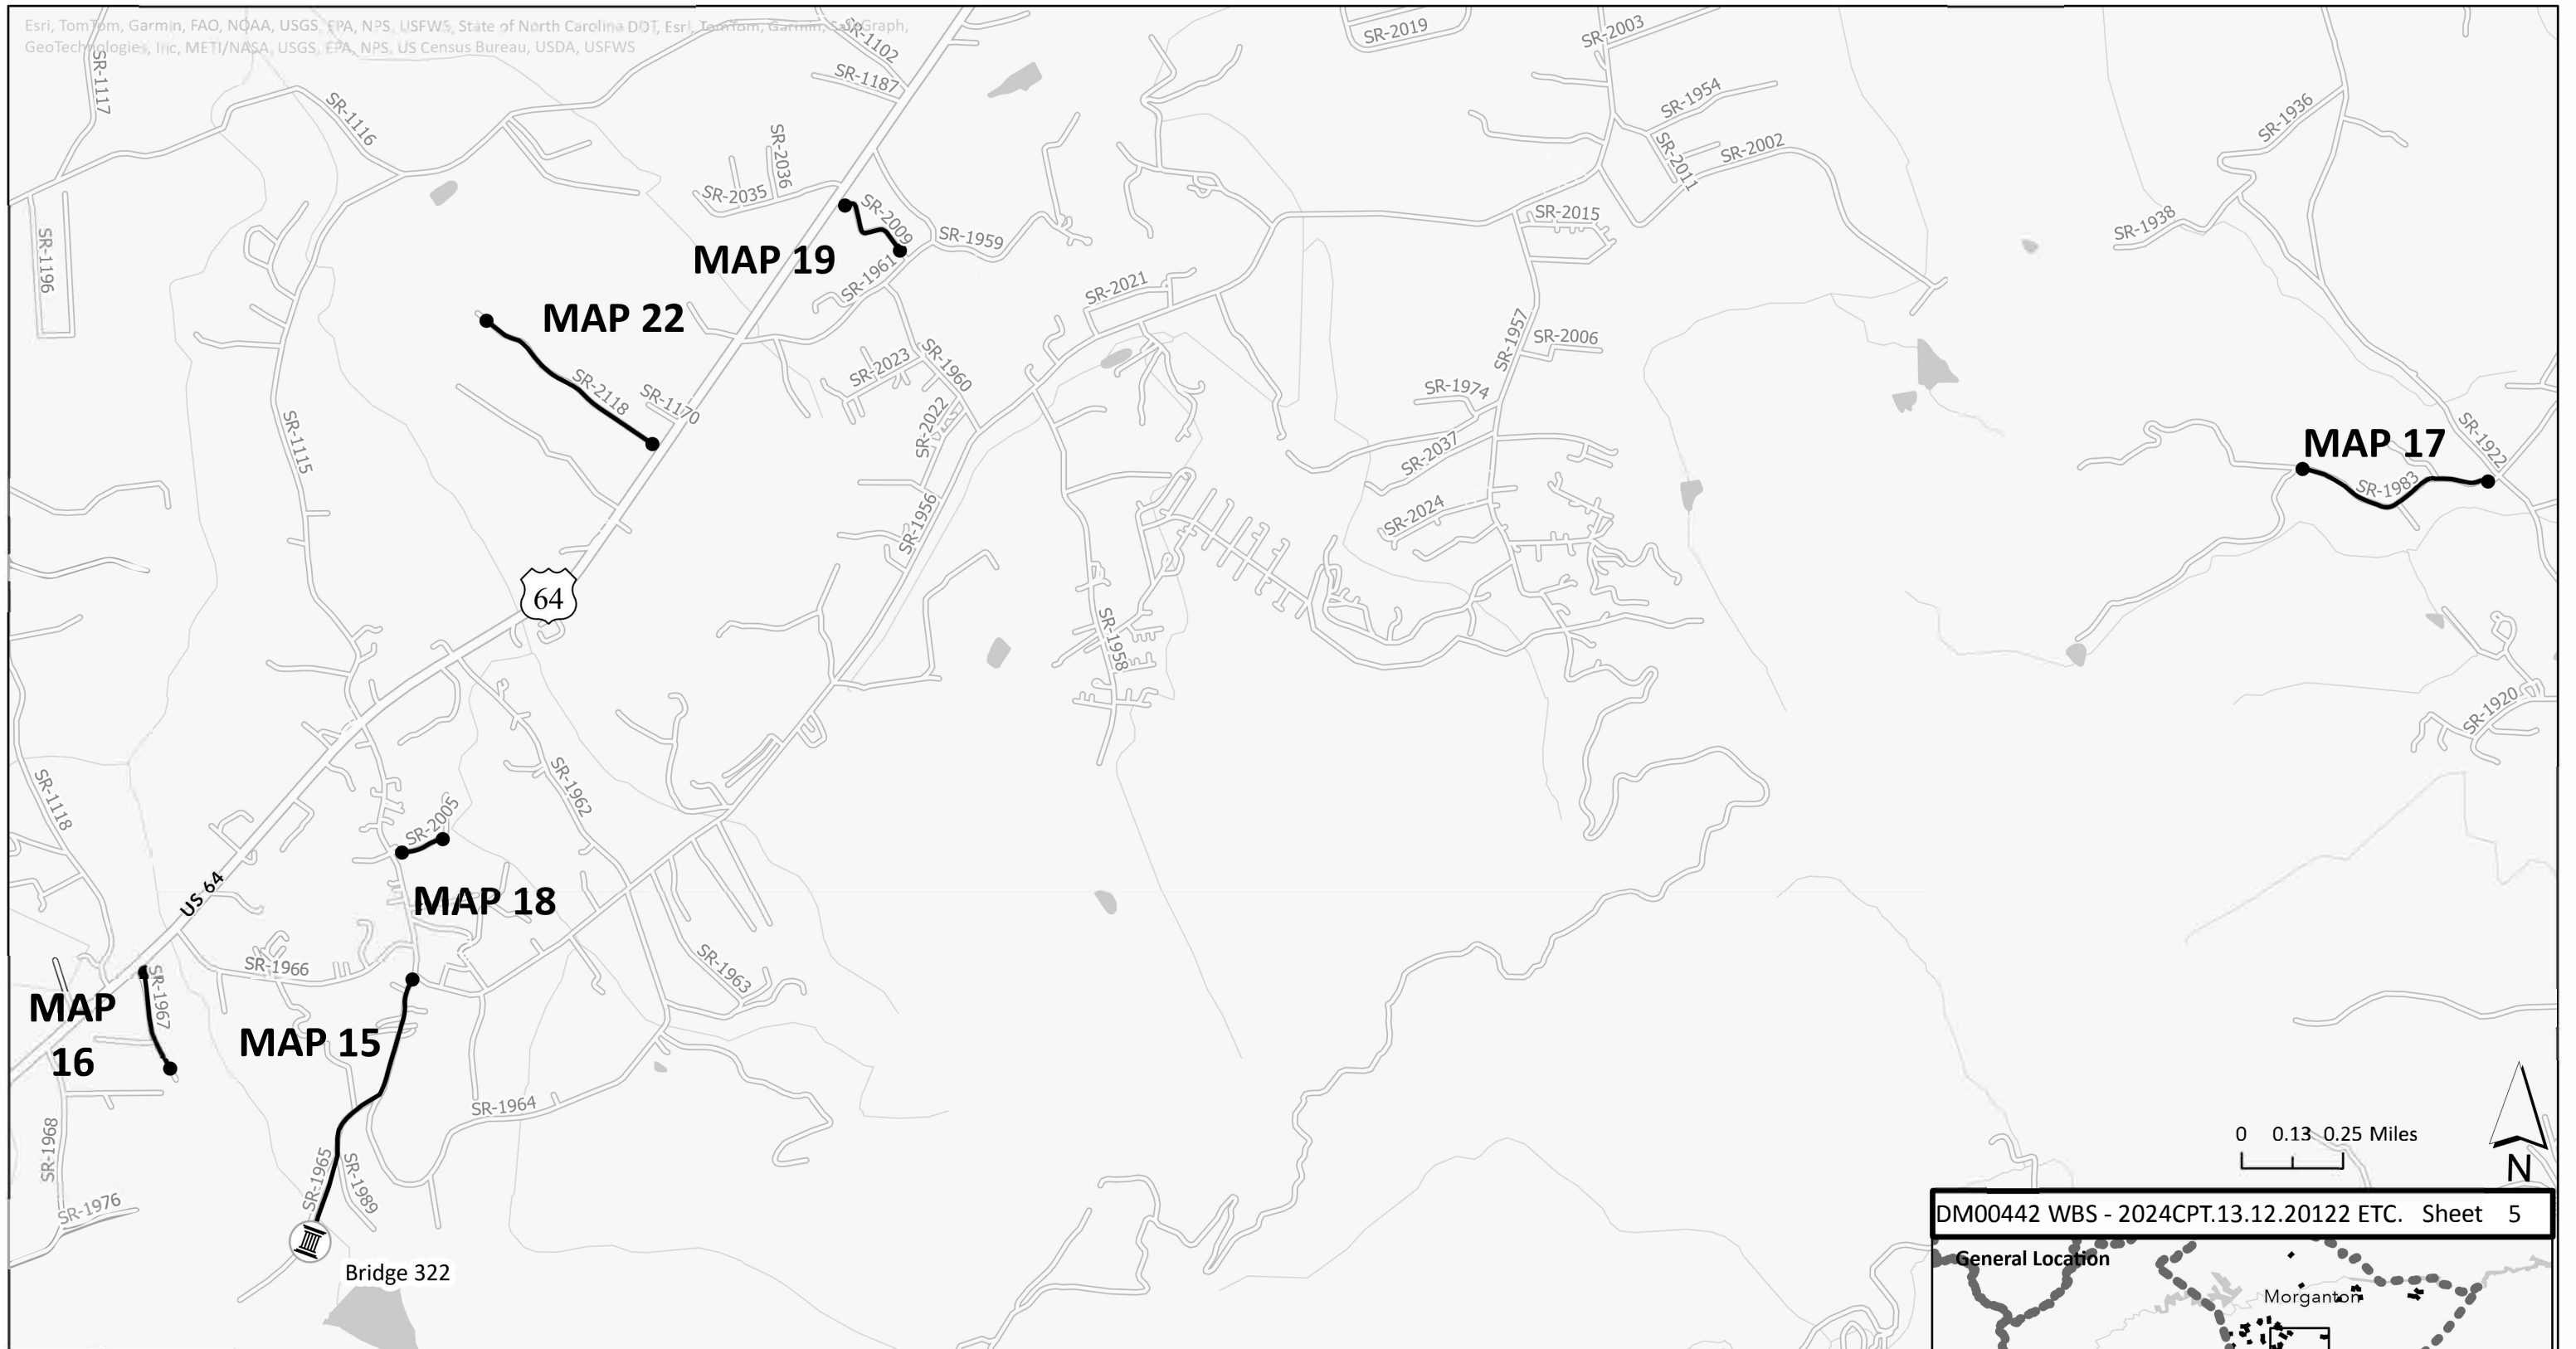 Esri, TomTom, Garmin, FAO, NOAA, USGS, EPA, NPS, USFWS, State of North Carolina DOT, Esri, TomTom, Garmin, SafeGraph,
GeoTechnologies, Inc, METI/NASA, USGS, EPA, NPS, US Census Bureau, USDA, USFWS
SR-1102
SR-2019
SR-2003
SR-1117
SR-1187
SR-1954
SR-1936
SR-1116
SR-2036
SR-2011
SR-2002
SR-2035
SR-2009
SR-2015
SR-1938
SR-1196
SR-1959
MAP 19
SR-1961
SR-2021
MAP 22
SR-1957
SR-2006
SR-2023
SR-1960
SR-2118
SR-1170
SR-1974
SR-2022
SR-1115
SR-2037
MAP 17
SR-1922
SR-1983
SR-1956
SR-2024
64
SR-1958
SR-1920
SR-1118
SR-1962
SR-2005
US 64
MAP 18
SR-1966
SR-1963
SR-1967
MAP
16
MAP 15
SR-1964
SR-1968
0 0.13 0.25 Miles
N
SR-1965
SR-1989
SR-1976
DM00442 WBS - 2024CPT.13.12.20122 ETC. Sheet 5
General Location
Bridge 322
Morganton